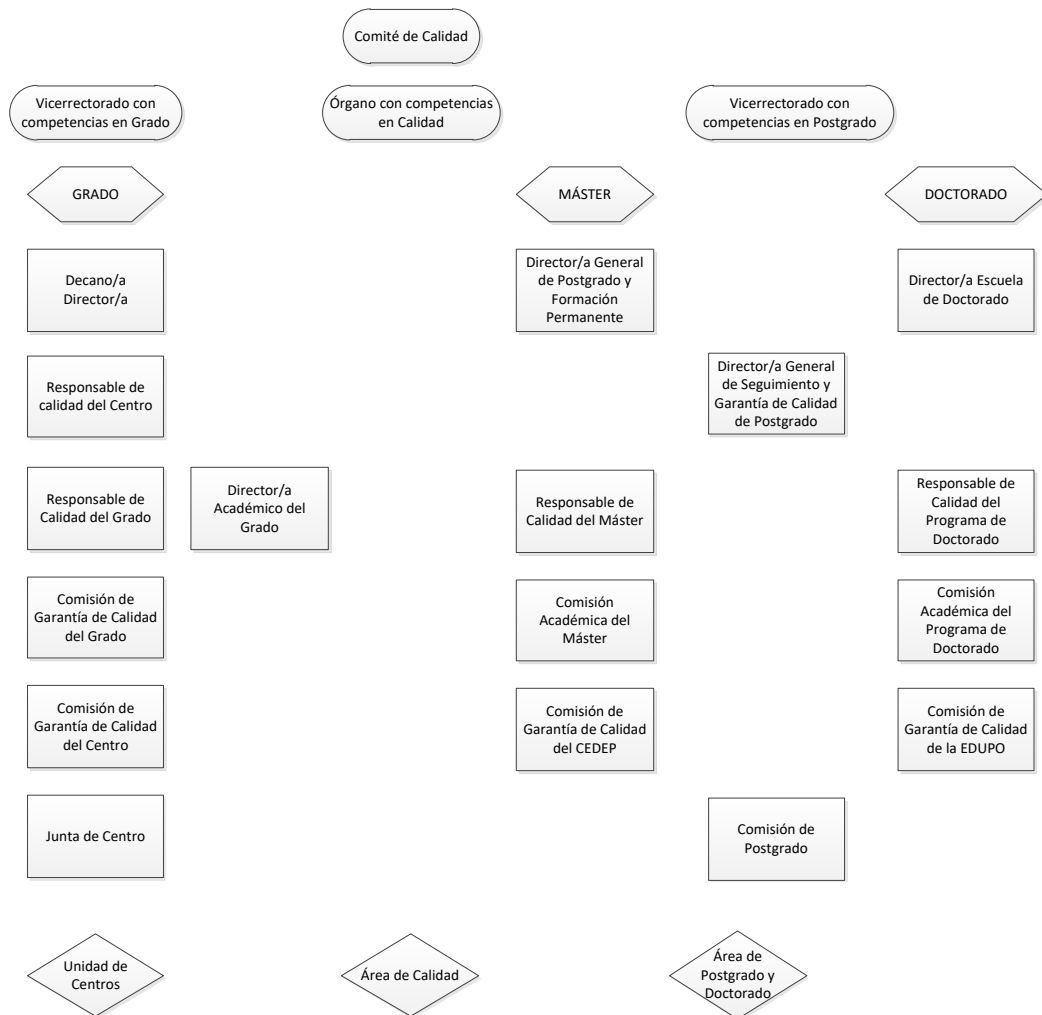 Comité de Calidad
Vicerrectorado con
competencias en Grado
Órgano con competencias
en Calidad
Vicerrectorado con
competencias en Postgrado
GRADO
MÁSTER
DOCTORADO
Decano/a
Director/a
Director/a General
de Postgrado y
Formación
Permanente
Director/a Escuela
de Doctorado
Responsable de
calidad del Centro
Director/a General
de Seguimiento y
Garantía de Calidad
de Postgrado
Responsable de
Calidad del Grado
Director/a
Académico del
Grado
Responsable de
Calidad del Máster
Responsable de
Calidad del
Programa de
Doctorado
Comisión de
Garantía de Calidad
del Grado
Comisión
Académica del
Máster
Comisión
Académica del
Programa de
Doctorado
Comisión de
Garantía de Calidad
del Centro
Comisión de
Garantía de Calidad
del CEDEP
Comisión de
Garantía de Calidad
de la EDUPO
Junta de Centro
Comisión de
Postgrado
Unidad de
Centros
Área de Calidad
Área de
Postgrado y
Doctorado